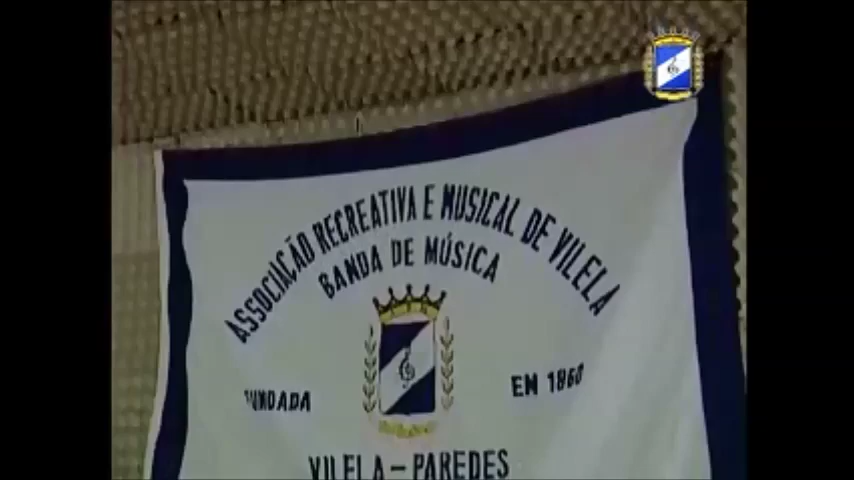 ASSOCIAÇÃO RECREATIVA E MUSICAL DE VILELA
BANDA DE MÚSICA
FUNDADA EM 1860
VILELA - PAREDES